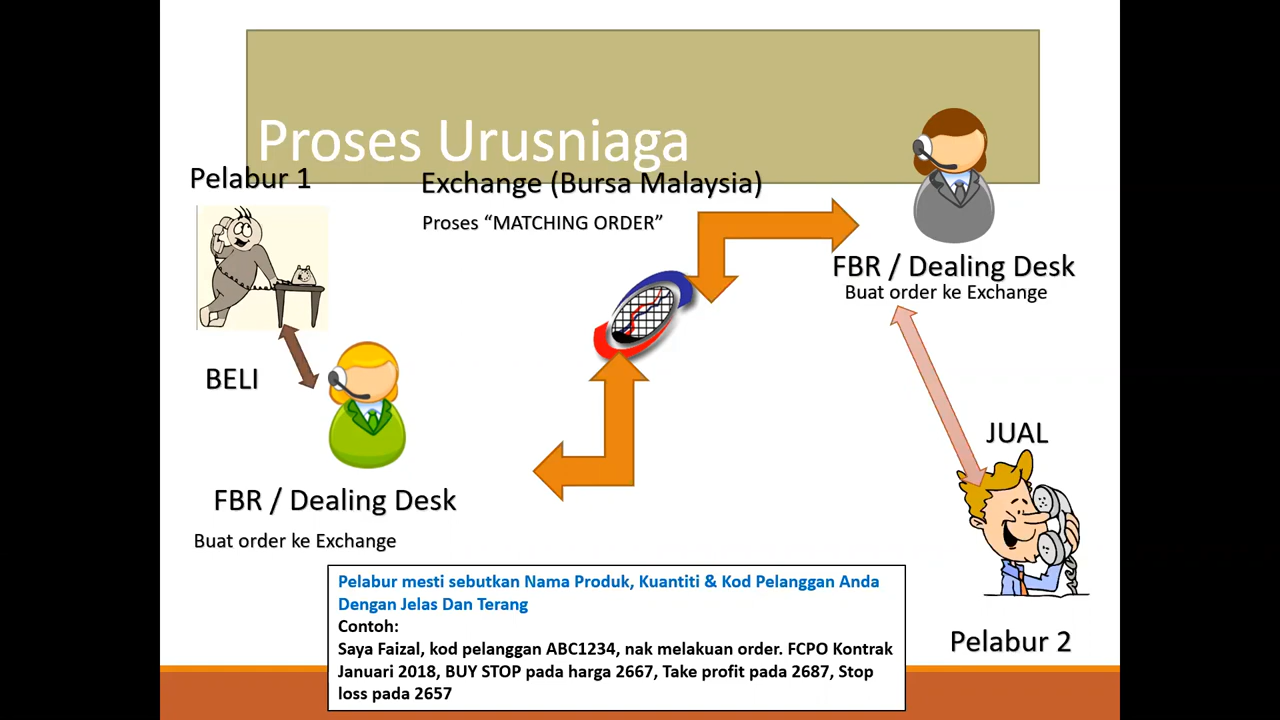 Proses Urusniaga
Pelabur 1
Exchange (Bursa Malaysia)
Proses “MATCHING ORDER”
FBR / Dealing Desk
Buat order ke Exchange
BELI
JUAL
FBR / Dealing Desk
Buat order ke Exchange
Pelabur mesti sebutkan Nama Produk, Kuantiti & Kod Pelanggan Anda
Dengan Jelas Dan Terang
Contoh:
Saya Faizal, kod pelanggan ABC1234, nak melakuan order. FCPO Kontrak
Januari 2018, BUY STOP pada harga 2667, Take profit pada 2687, Stop
loss pada 2657
Pelabur 2